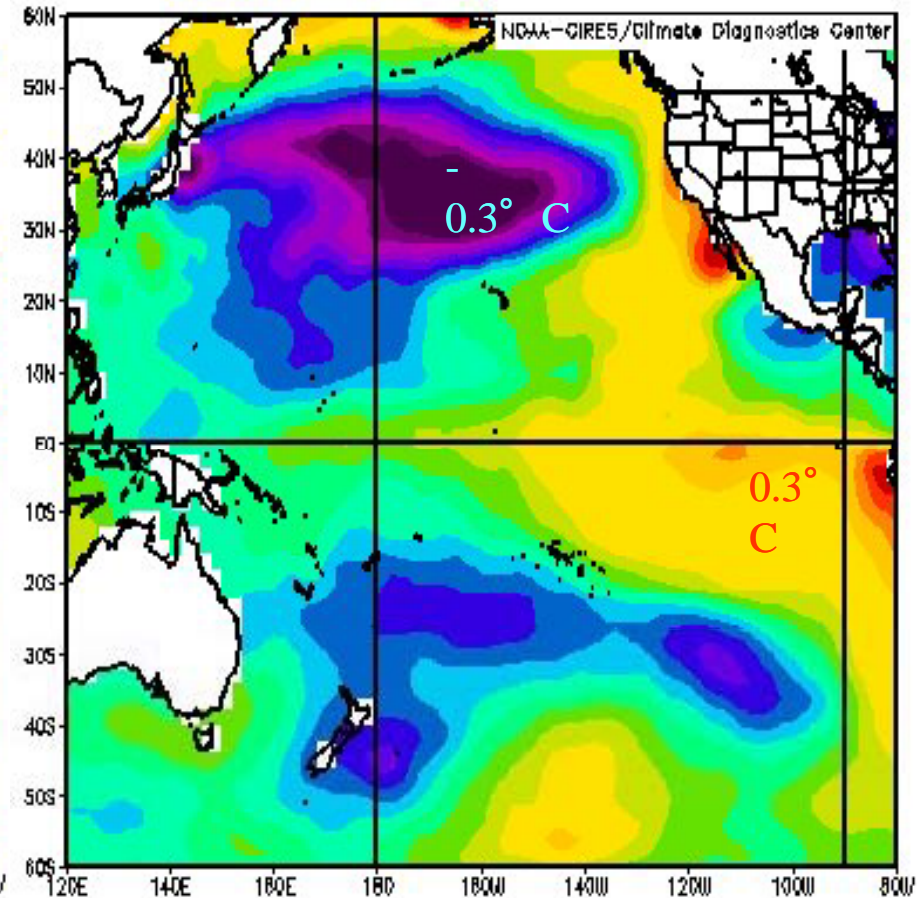 60N
NOAA-CIRES/Climate Diagnostics Center
50N
40N
-
0.3° C
30N
20N
10N
EQ
0.3°
C
10S
20S
30S
40S
50S
60S
120E 140E 160E 180 160W 140W 120W 100W 80W